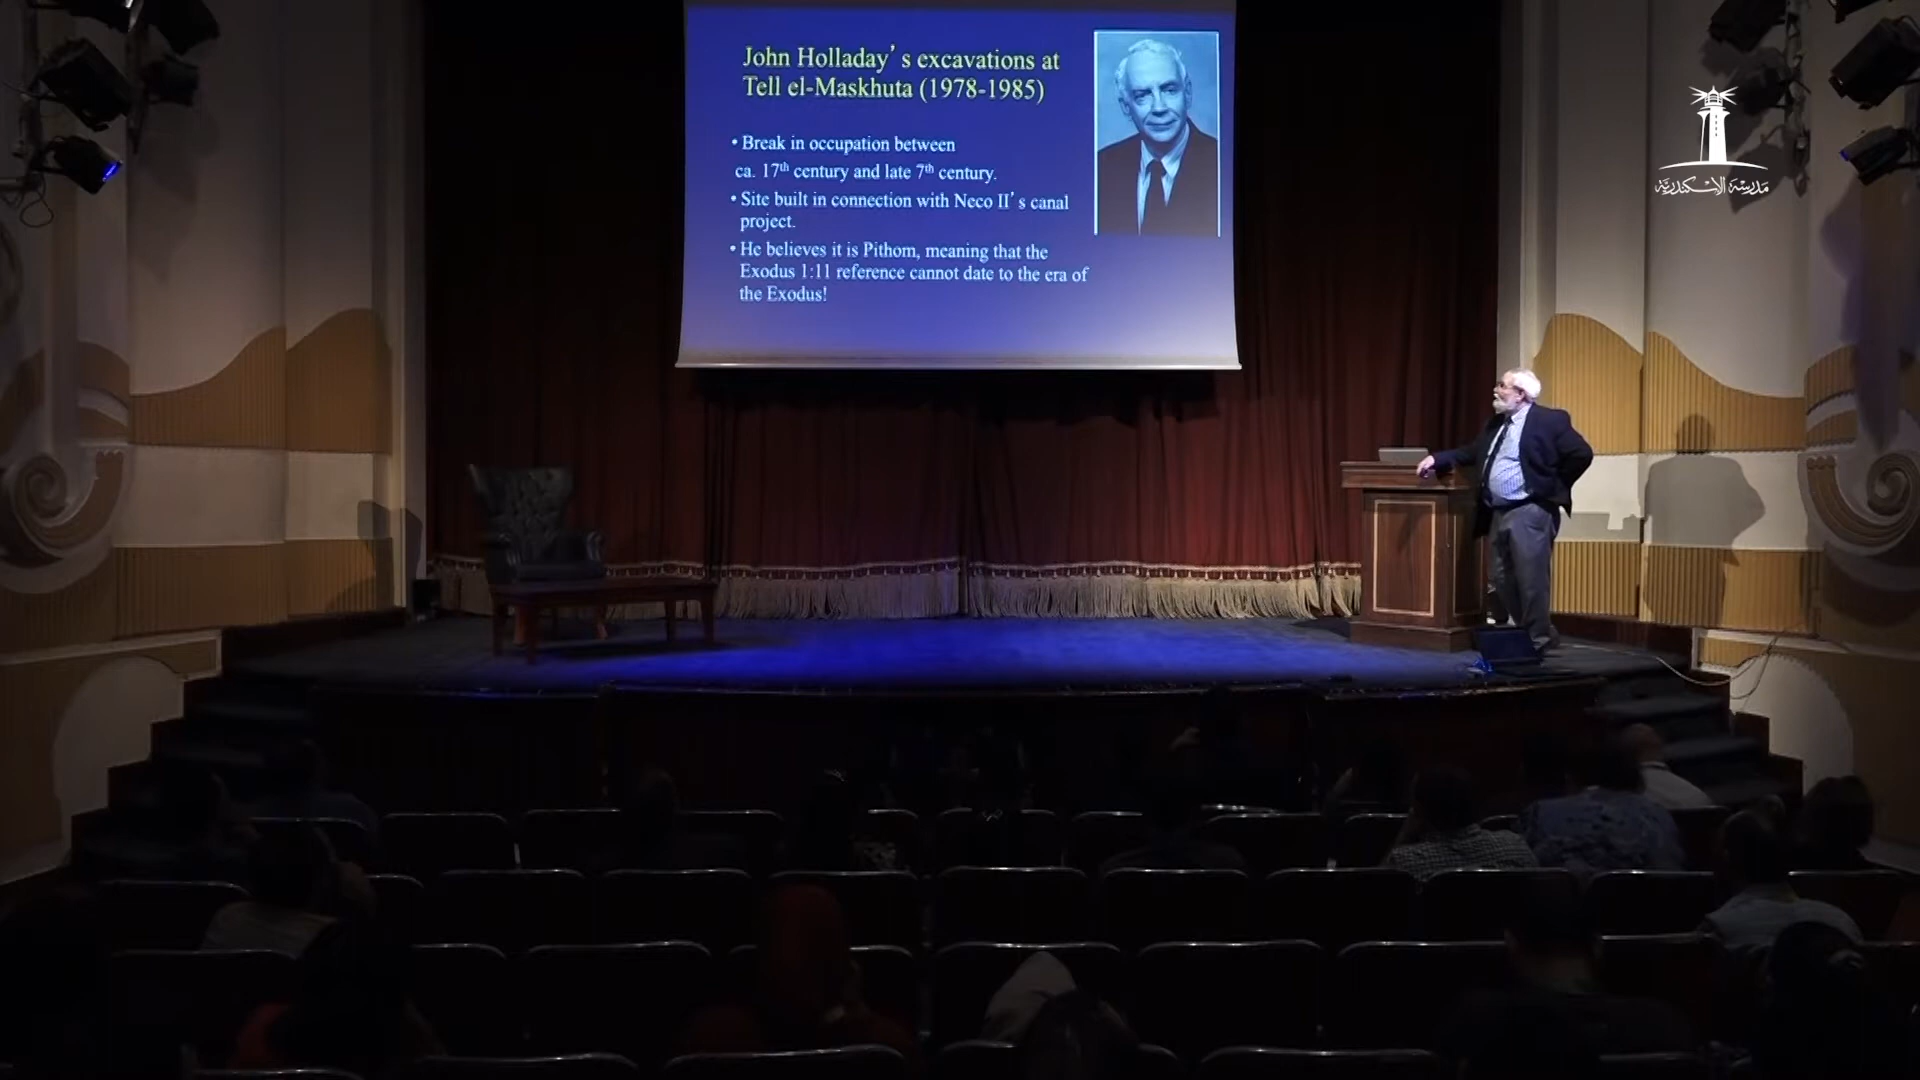 John Holladay's excavations at
Tell el-Maskhuta (1978-1985)
• Break in occupation between
ca. 17th century and late 7th century.
• Site built in connection with Neco II's canal
project.
• He believes it is Pithom, meaning that the
Exodus 1:11 reference cannot date to the era of
the Exodus!
مدرسة الإسكندرية